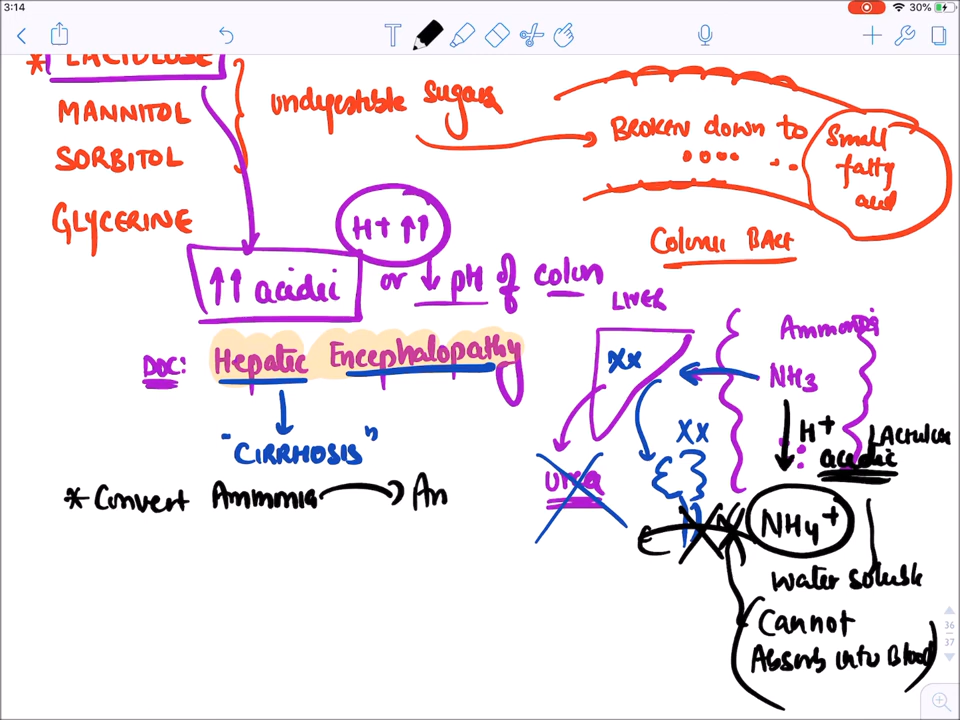 3:14
30%
T
* LACTULOSE
MANNITOL
SORBITOL
GLYCERINE
undigestible sugars
BROKEN down to
Small
fatty
acid
Colonic BACT
H+ ↑↑
↑↑ acidic or ↓ pH of colon
DOC: Hepatic Encephalopathy
"CIRRHOSIS"
* Convert Ammonia → Am
LIVER
Xx
urea
Xx
Ammonia
NH3
H+
LACTULOSE
acidic
NH4+
water soluble
(Cannot
Absorb into Blood)
36
37